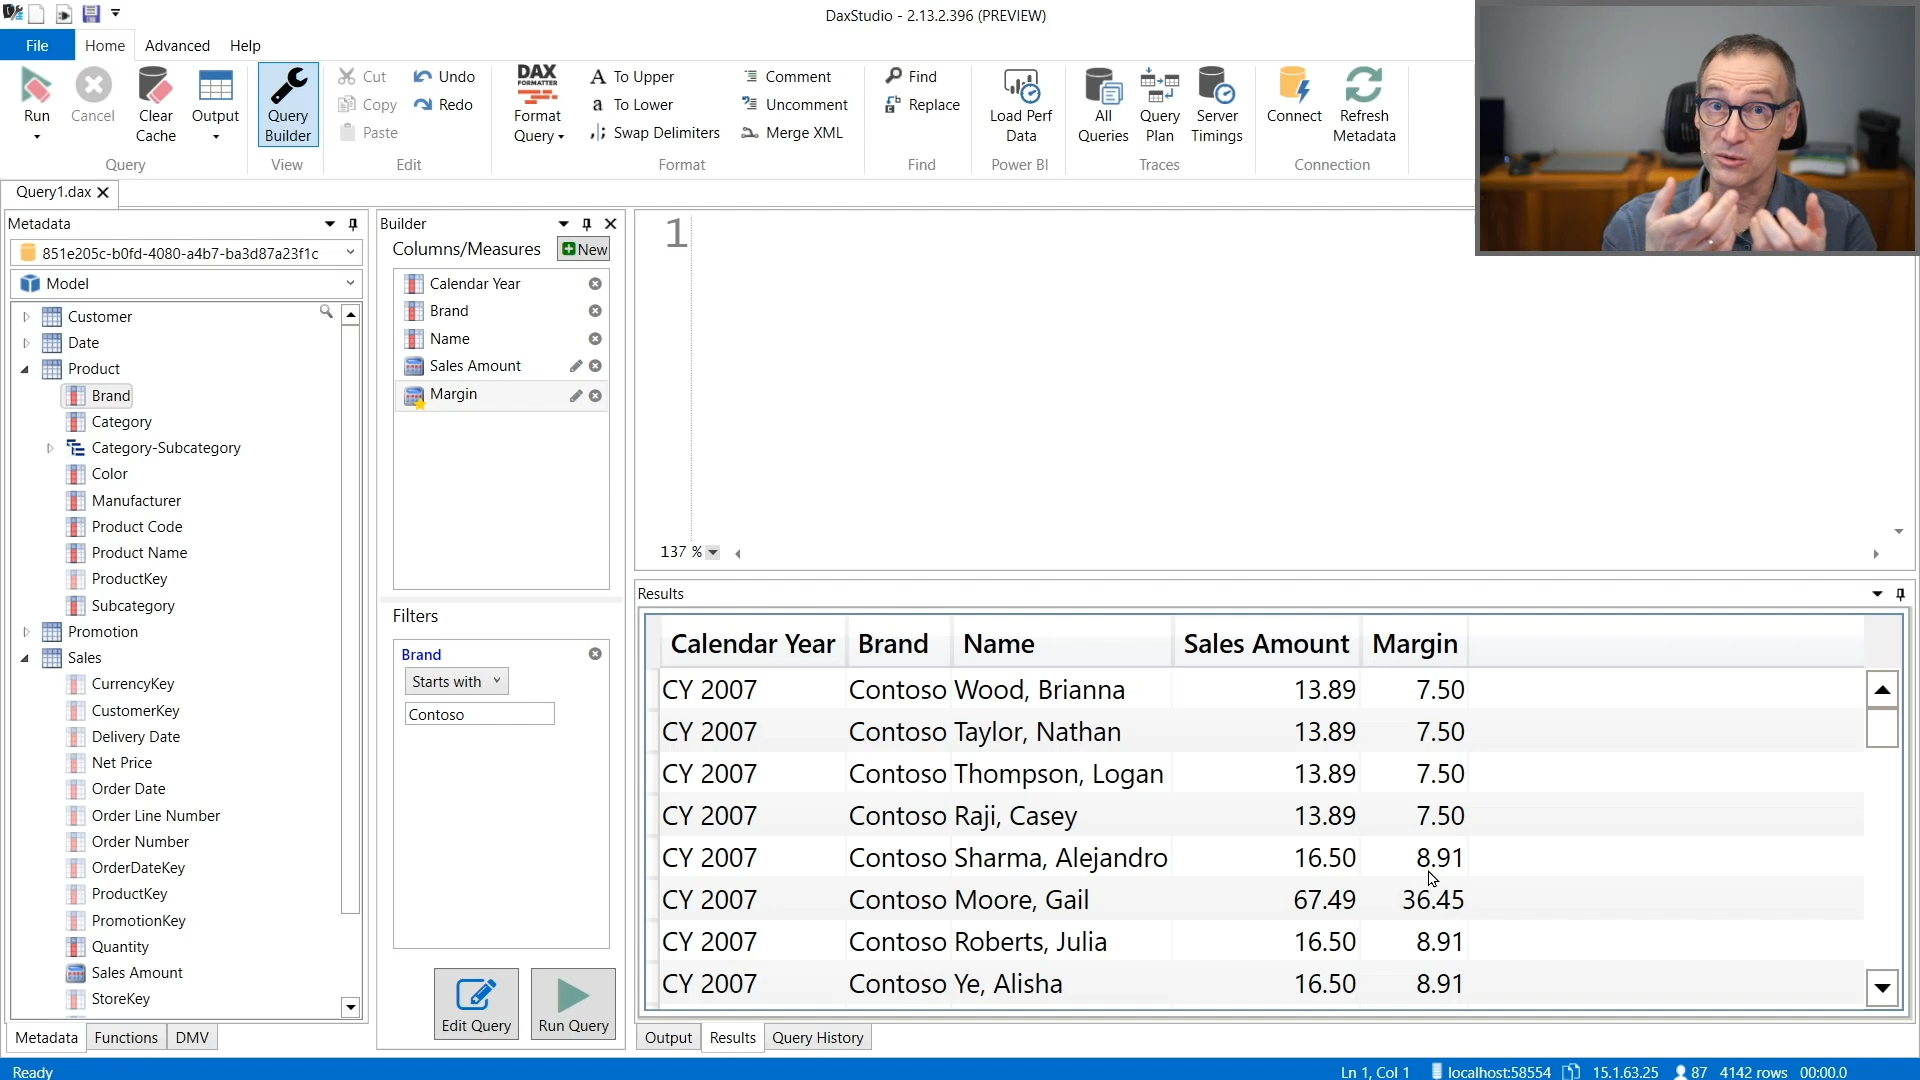 DaxStudio - 2.13.2.396 (PREVIEW)
File Home Advanced Help
Run
Cancel
Clear Cache
Output
Query
Query Builder
View
Cut
Copy
Paste
Undo
Redo
Edit
DAX
FORMATTER
Format Query
To Upper
To Lower
Swap Delimiters
Comment
Uncomment
Merge XML
Format
Find
Replace
Find
Load Perf Data
Power BI
All Queries
Query Plan
Server Timings
Traces
Connect
Refresh Metadata
Connection
Query1.dax
Metadata
851e205c-b0fd-4080-a4b7-ba3d87a23f1c
Model
Customer
Date
Product
Brand
Category
Category-Subcategory
Color
Manufacturer
Product Code
Product Name
ProductKey
Subcategory
Promotion
Sales
CurrencyKey
CustomerKey
Delivery Date
Net Price
Order Date
Order Line Number
Order Number
OrderDateKey
ProductKey
PromotionKey
Quantity
Sales Amount
StoreKey
Metadata Functions DMV
Builder
Columns/Measures New
Calendar Year
Brand
Name
Sales Amount
Margin
Filters
Brand
Starts with
Contoso
Edit Query
Run Query
1
137 %
Results
Calendar Year Brand Name Sales Amount Margin
CY 2007 Contoso Wood, Brianna 13.89 7.50
CY 2007 Contoso Taylor, Nathan 13.89 7.50
CY 2007 Contoso Thompson, Logan 13.89 7.50
CY 2007 Contoso Raji, Casey 13.89 7.50
CY 2007 Contoso Sharma, Alejandro 16.50 8.91
CY 2007 Contoso Moore, Gail 67.49 36.45
CY 2007 Contoso Roberts, Julia 16.50 8.91
CY 2007 Contoso Ye, Alisha 16.50 8.91
Output Results Query History
Ready
Ln 1, Col 1 localhost:58554 15.1.63.25 87 4142 rows 00:00.0